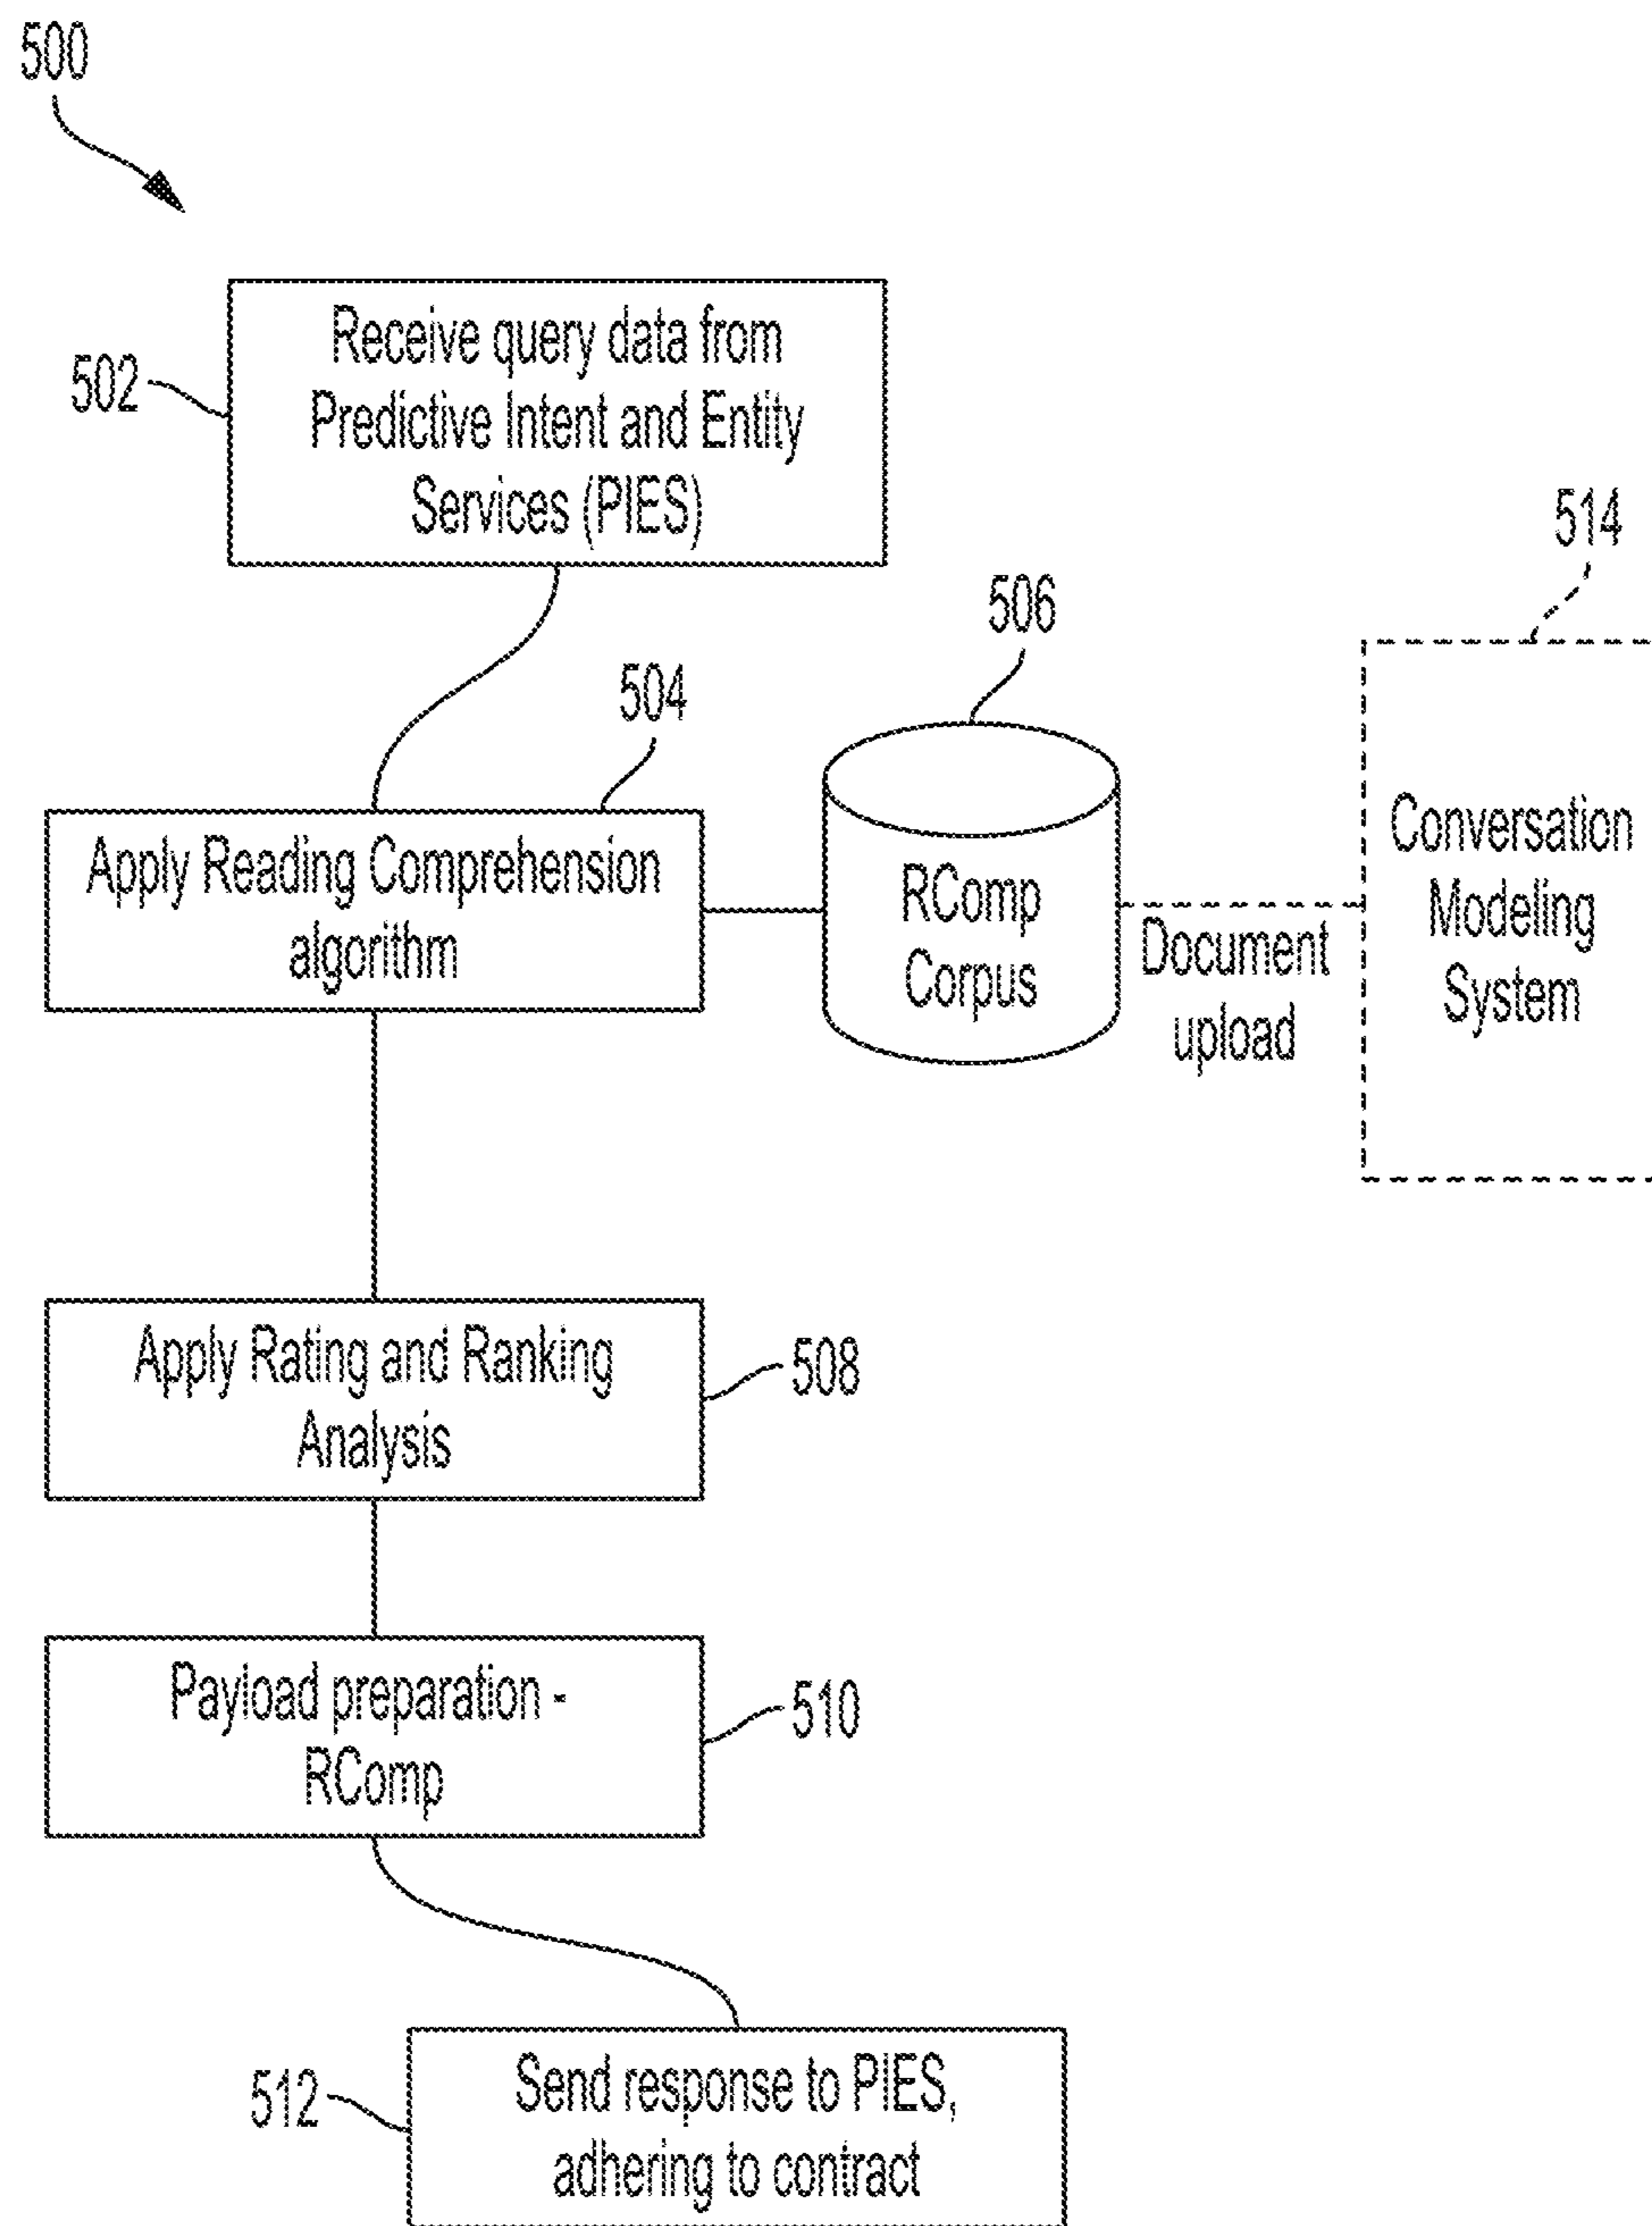 500
502
Receive query data from
Predictive Intent and Entity
Services (PIES)
514
506
504
Apply Reading Comprehension
algorithm
RComp
Corpus
Document
upload
Conversation
Modeling
System
Apply Rating and Ranking
Analysis
508
Payload preparation -
RComp
510
512
Send response to PIES,
adhering to contract